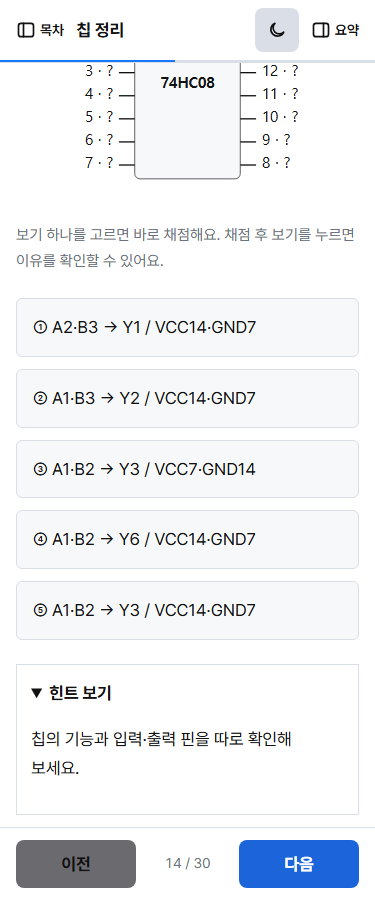 목차 칩 정리 요약
3 · ? 12 · ?
74HC08
4 · ? 11 · ?
5 · ? 10 · ?
6 · ? 9 · ?
7 · ? 8 · ?
보기 하나를 고르면 바로 채점해요. 채점 후 보기를 누르면
이유를 확인할 수 있어요.
① A2·B3 → Y1 / VCC14·GND7
② A1·B3 → Y2 / VCC14·GND7
③ A1·B2 → Y3 / VCC7·GND14
④ A1·B2 → Y6 / VCC14·GND7
⑤ A1·B2 → Y3 / VCC14·GND7
▼ 힌트 보기
칩의 기능과 입력·출력 핀을 따로 확인해
보세요.
이전 14 / 30 다음